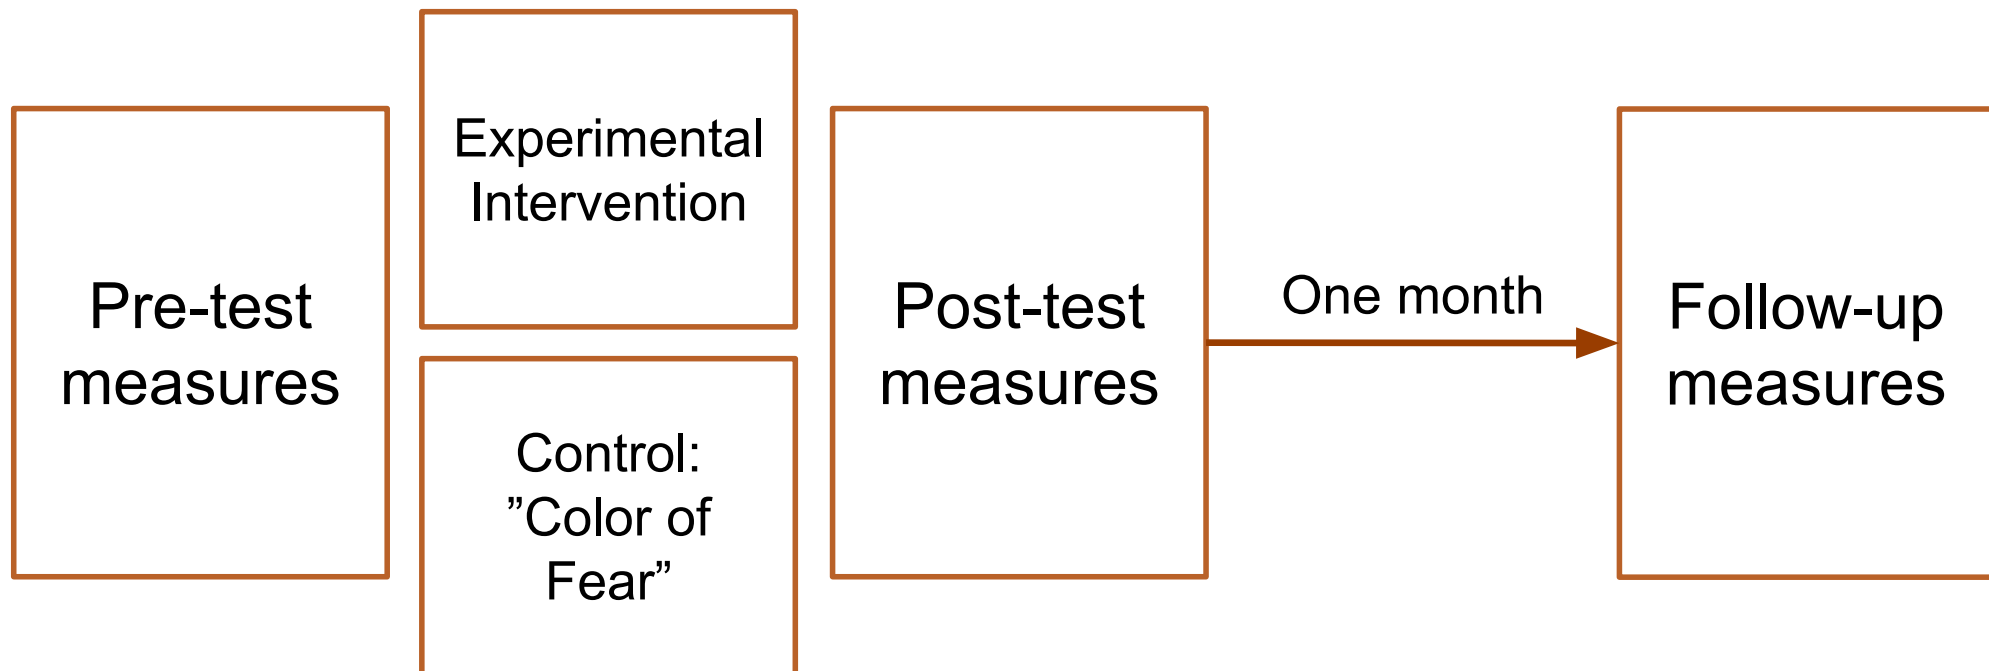 Pre-test
measures
Experimental
Intervention
Control:
”Color of
Fear”
Post-test
measures
One month
Follow-up
measures